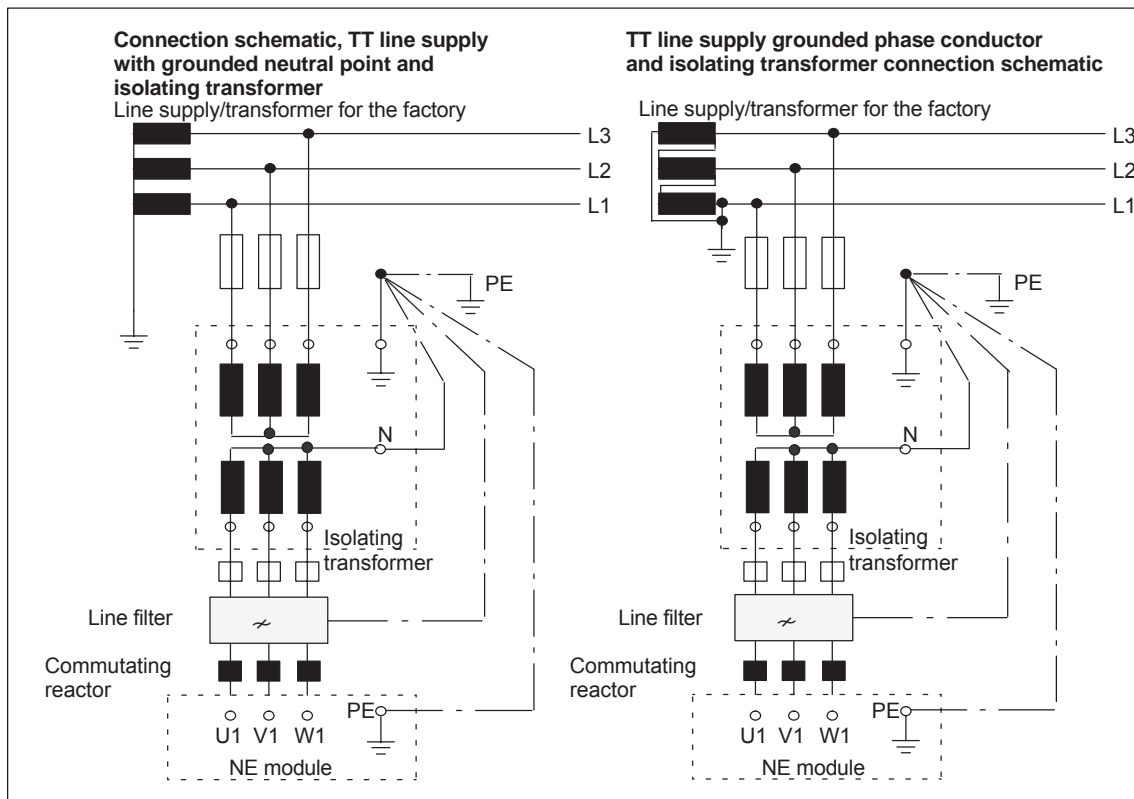 Connection schematic, TT line supply
with grounded neutral point and
isolating transformer
Line supply/transformer for the factory
L3
L2
L1
PE
N
Isolating
transformer
Line filter
Commutating
reactor
PE
U1 V1 W1
NE module
TT line supply grounded phase conductor
and isolating transformer connection schematic
Line supply/transformer for the factory
L3
L2
L1
PE
N
Isolating
transformer
Line filter
Commutating
reactor
PE
U1 V1 W1
NE module